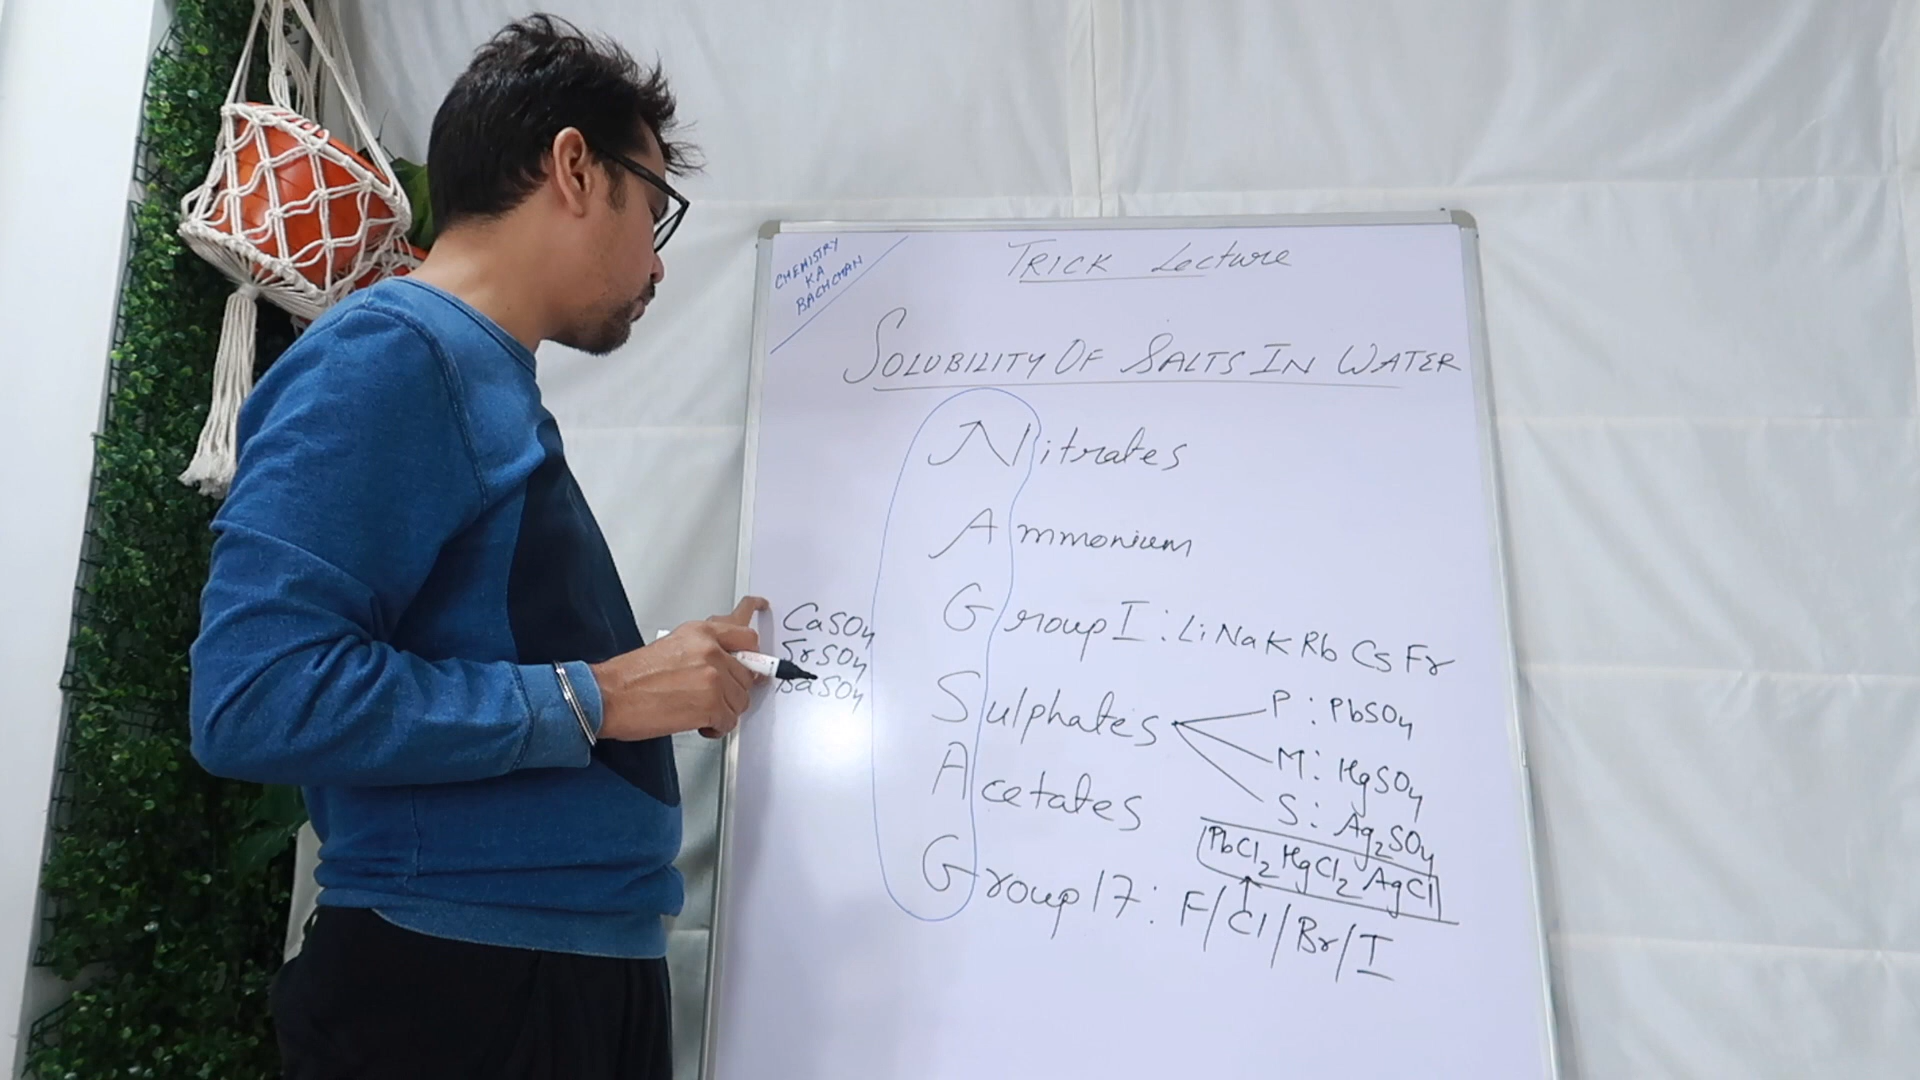 CHEMISTRY
KA
BACHCHAN
TRICK Lecture
SOLUBILITY OF SALTS IN WATER
Nitrates
Ammonium
Group I : Li Na K Rb Cs Fr
CaSO4
SrSO4
BaSO4
Sulphates
P : PbSO4
M : HgSO4
S : Ag2SO4
Acetates
PbCl2 HgCl2 AgCl
Group 17 : F/Cl/Br/I